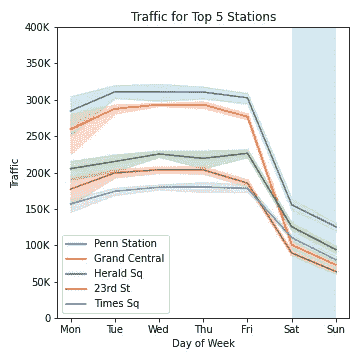 Traffic for Top 5 Stations
400K
350K
300K
250K
200K
150K
100K
50K
0
Traffic
Penn Station
Grand Central
Herald Sq
23rd St
Times Sq
Mon Tue Wed Thu Fri Sat Sun
Day of Week